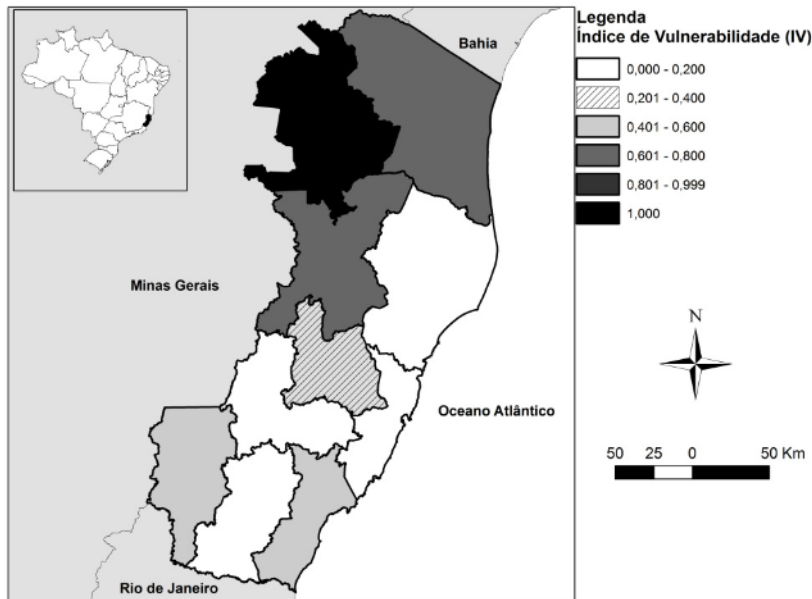 Legenda
Índice de Vulnerabilidade (IV)
0,000 - 0,200
0,201 - 0,400
0,401 - 0,600
0,601 - 0,800
0,801 - 0,999
1,000
Bahia
Minas Gerais
Oceano Atlântico
Rio de Janeiro
N
50 25 0 50 Km